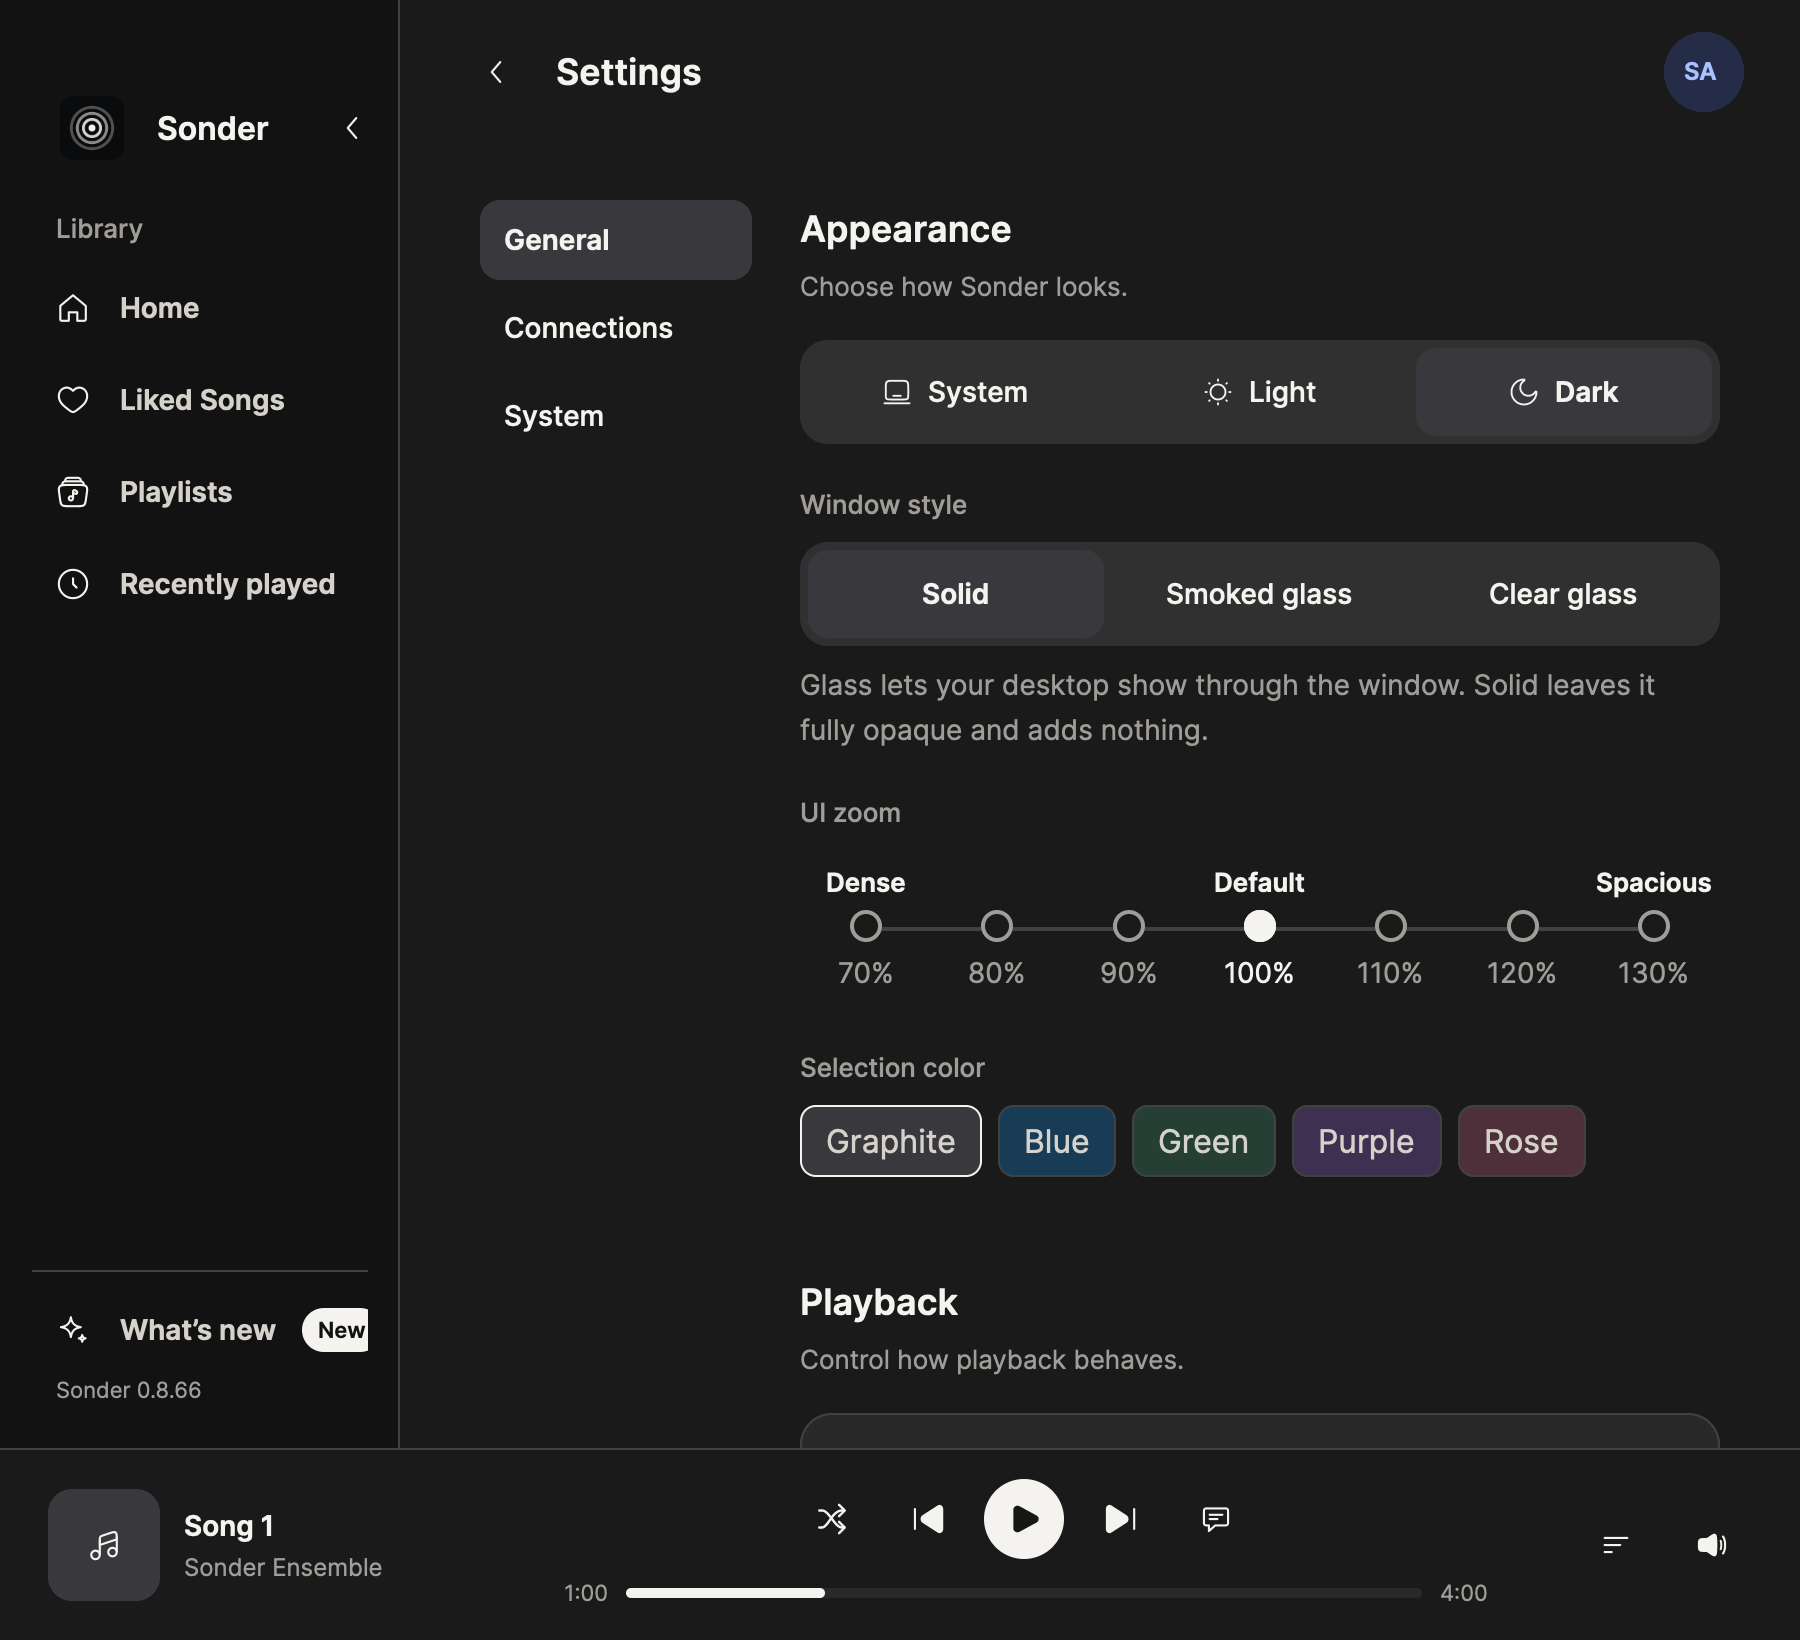 Sonder
Library
Home
Liked Songs
Playlists
Recently played
What’s new
New
Sonder 0.8.66
Settings
SA
General
Connections
System
Appearance
Choose how Sonder looks.
System
Light
Dark
Window style
Solid
Smoked glass
Clear glass
Glass lets your desktop show through the window. Solid leaves it
fully opaque and adds nothing.
UI zoom
Dense
Default
Spacious
70%
80%
90%
100%
110%
120%
130%
Selection color
Graphite
Blue
Green
Purple
Rose
Playback
Control how playback behaves.
Song 1
Sonder Ensemble
1:00
4:00